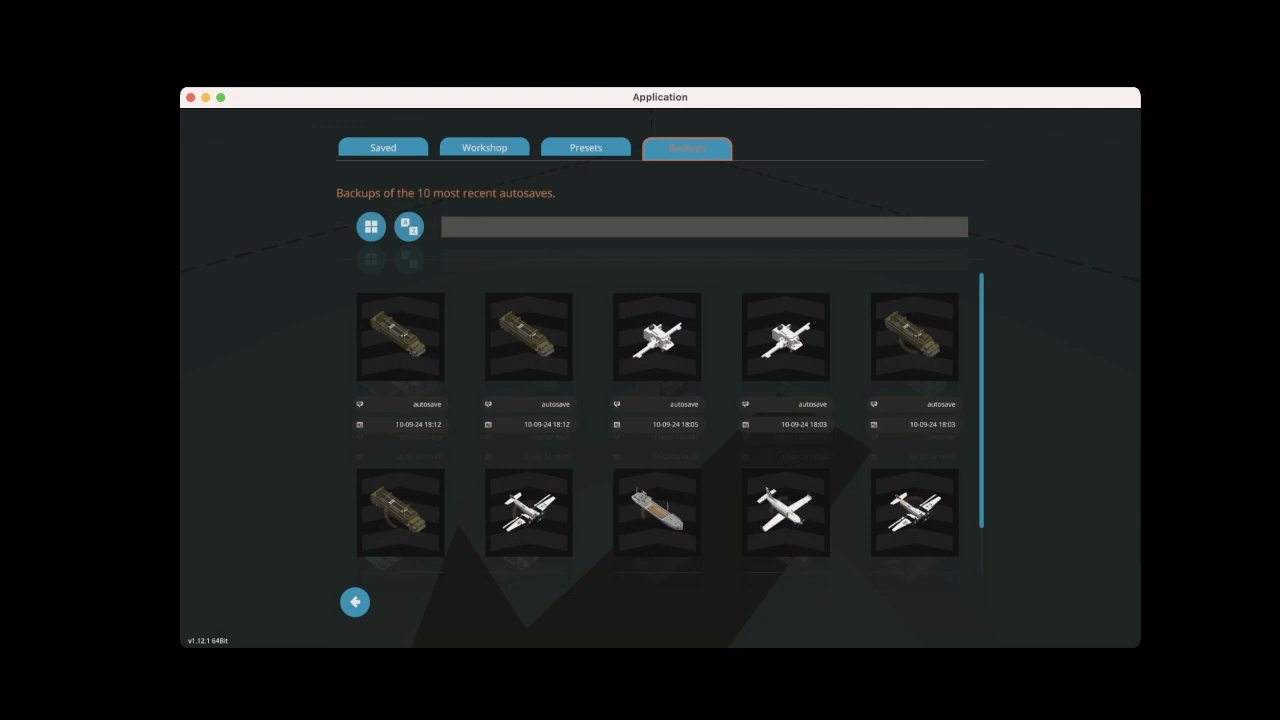 Application
Saved
Workshop
Presets
Backups
Backups of the 10 most recent autosaves.
A
Z
autosave
autosave
autosave
autosave
autosave
10-09-24 18:12
10-09-24 18:12
10-09-24 18:05
10-09-24 18:03
10-09-24 18:03
v1.12.1 64Bit